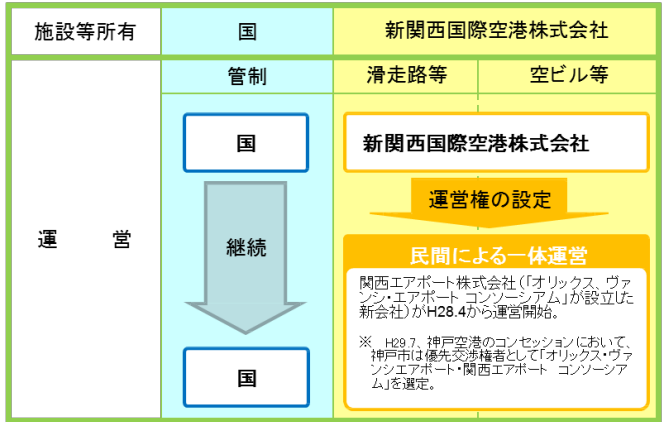 施設等所有
国
新関西国際空港株式会社
管制
滑走路等
空ビル等
運　　営
国
新関西国際空港株式会社
継続
運営権の設定
民間による一体運営
関西エアポート株式会社(「オリックス、ヴァ
ンシ・エアポート コンソーシアム」が設立した
新会社)がH28.4から運営開始。
※　H29.7、神戸空港のコンセッションにおいて、
神戸市は優先交渉権者として「オリックス・ヴァ
ンシエアポート・関西エアポート　コンソーシア
ム」を選定。
国